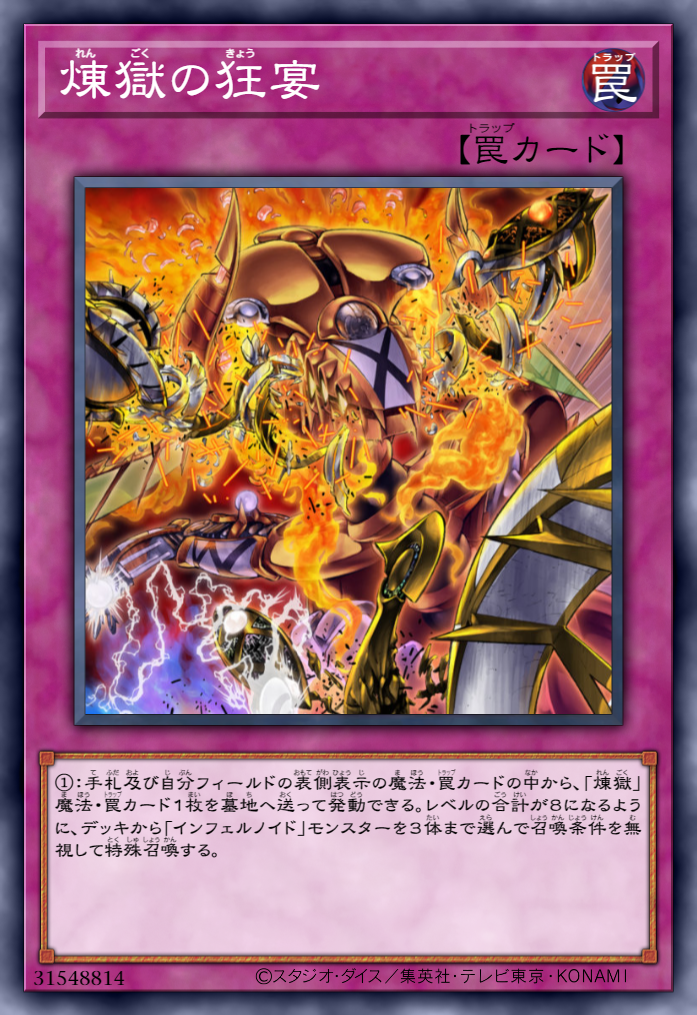 煉獄の狂宴
罠
【罠カード】
①：手札及び自分フィールドの表側表示の魔法・罠カードの中から、「煉獄」
魔法・罠カード１枚を墓地へ送って発動できる。レベルの合計が８になるよう
に、デッキから「インフェルノイド」モンスターを３体まで選んで召喚条件を無
視して特殊召喚する。
31548814
©スタジオ・ダイス／集英社・テレビ東京・KONAMI